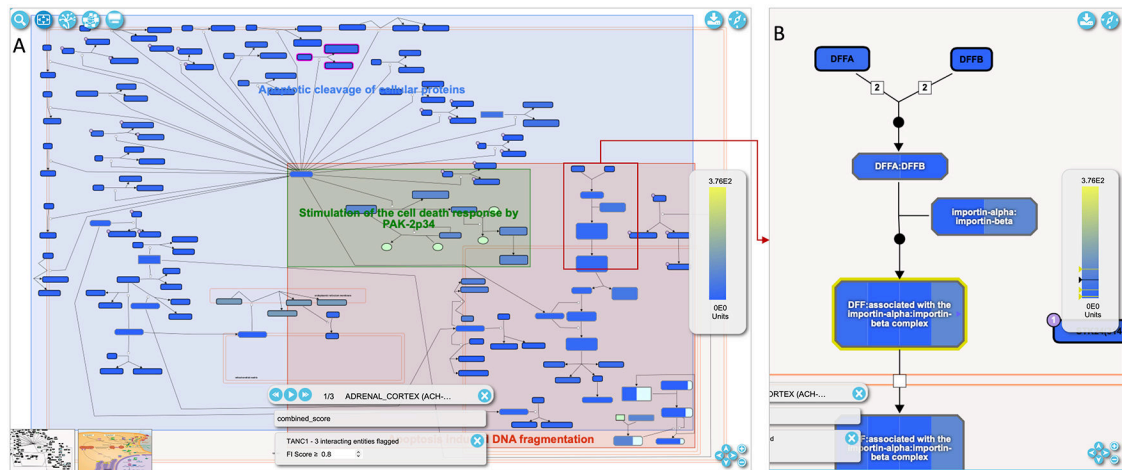 A
Apoptotic cleavage of cellular proteins
Stimulation of the cell death response by
PAK-2p34
3.76E2
0E0
Units
1/3 ADRENAL_CORTEX (ACH-...
combined_score
TANC1 - 3 interacting entities flagged
FI Score ≥ 0.8
DNA fragmentation
B
DFFA
DFFB
2
2
DFFA:DFFB
importin-alpha:
importin-beta
3.76E2
0E0
Units
DFF:associated with the
importin-alpha:importin-
beta complex
1
RTEX (ACH-...
:associated with the
importin-alpha:importin-
beta complex